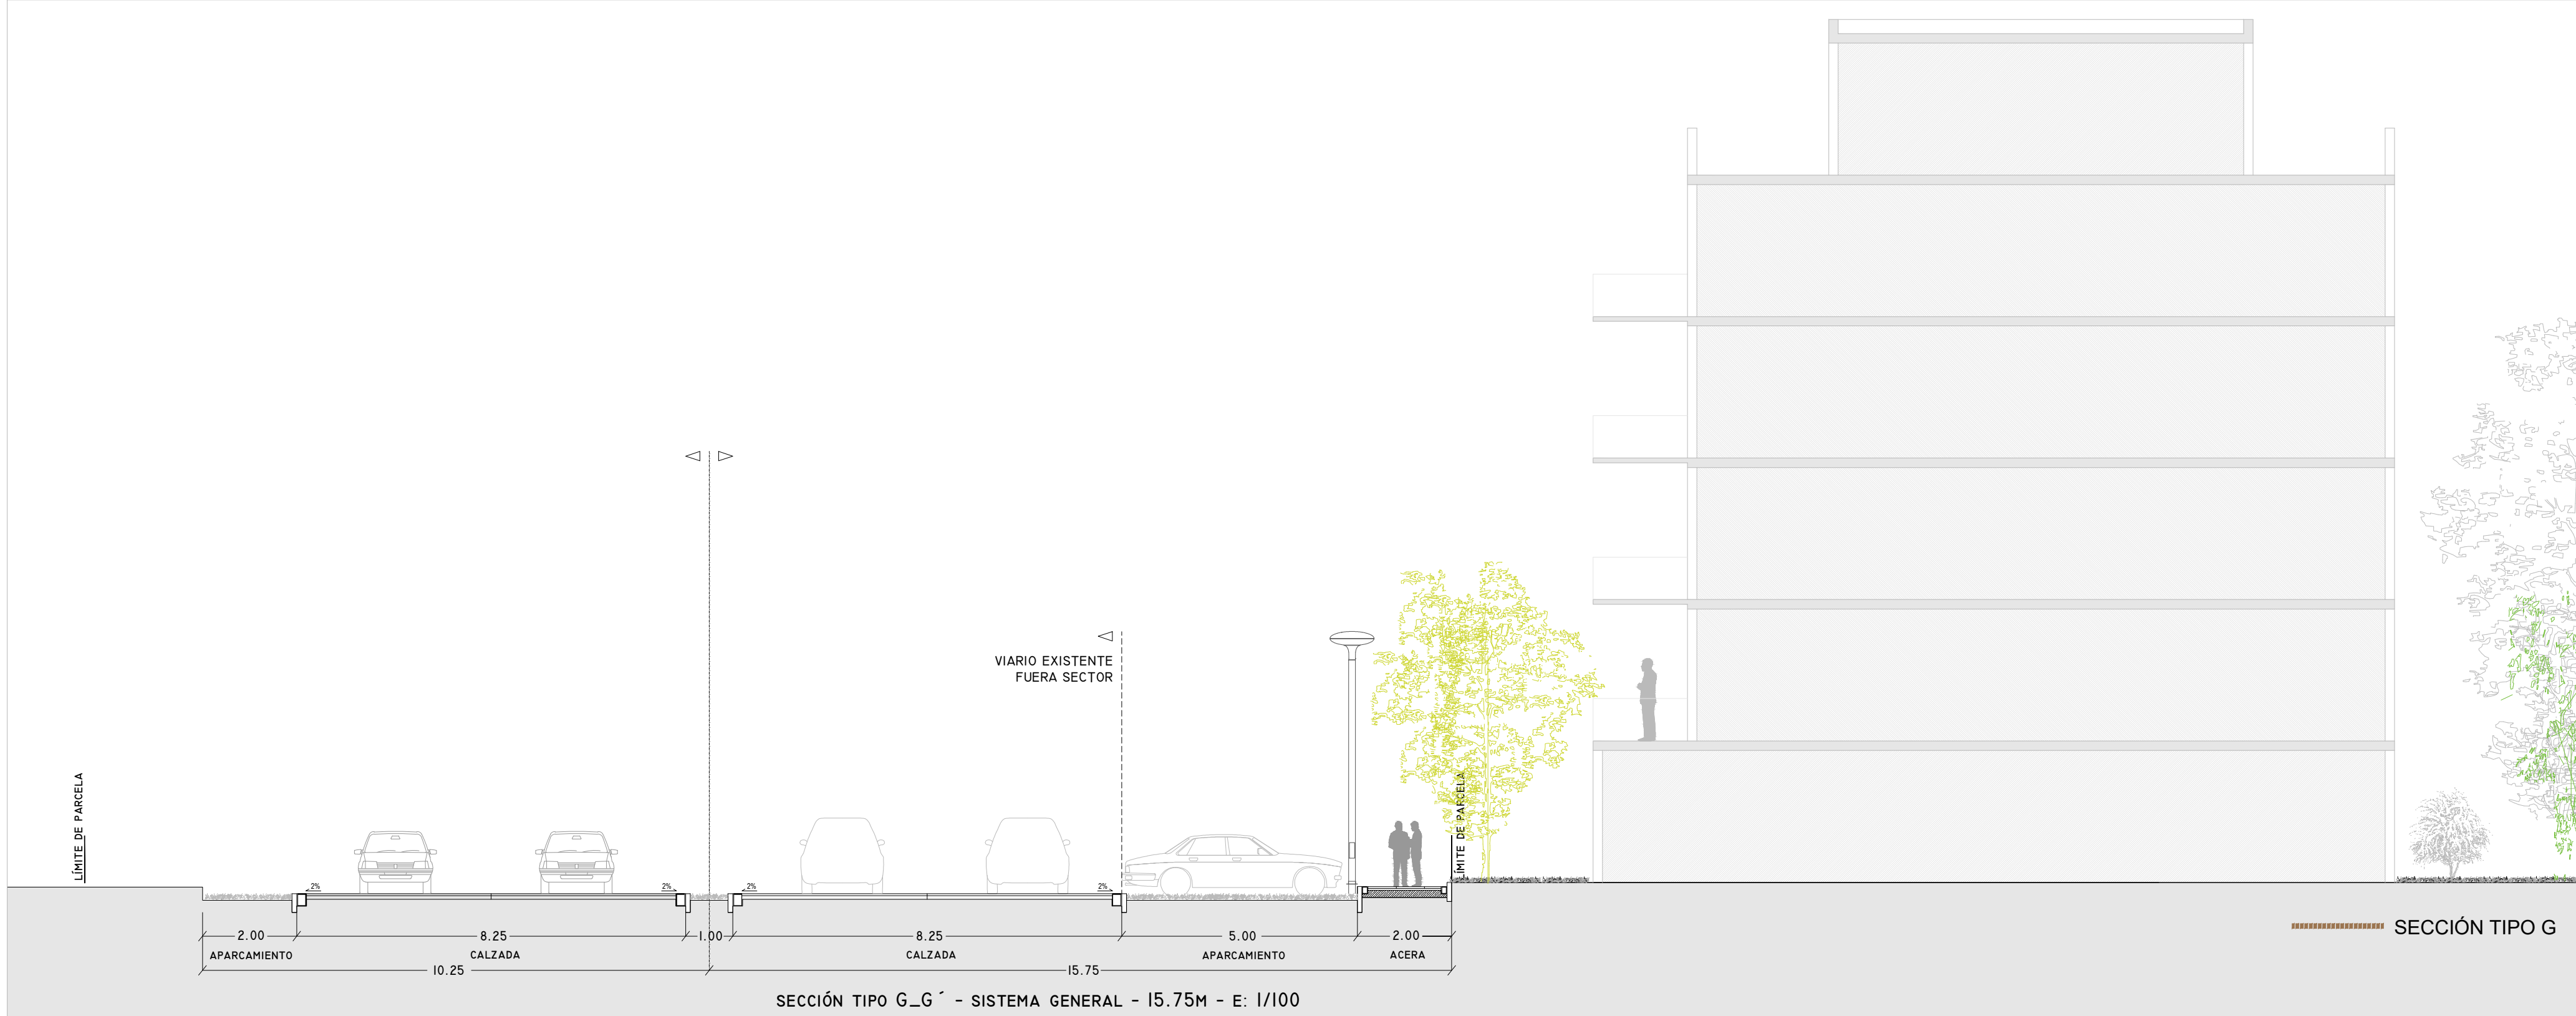 VIARIO EXISTENTE
FUERA SECTOR
LÍMITE DE PARCELA
LÍMITE DE PARCELA
2%
2%
2%
2%
2.00
8.25
1.00
8.25
5.00
2.00
APARCAMIENTO
CALZADA
CALZADA
APARCAMIENTO
ACERA
10.25
15.75
SECCIÓN TIPO G_G´ - SISTEMA GENERAL - 15.75M - E: 1/100
SECCIÓN TIPO G